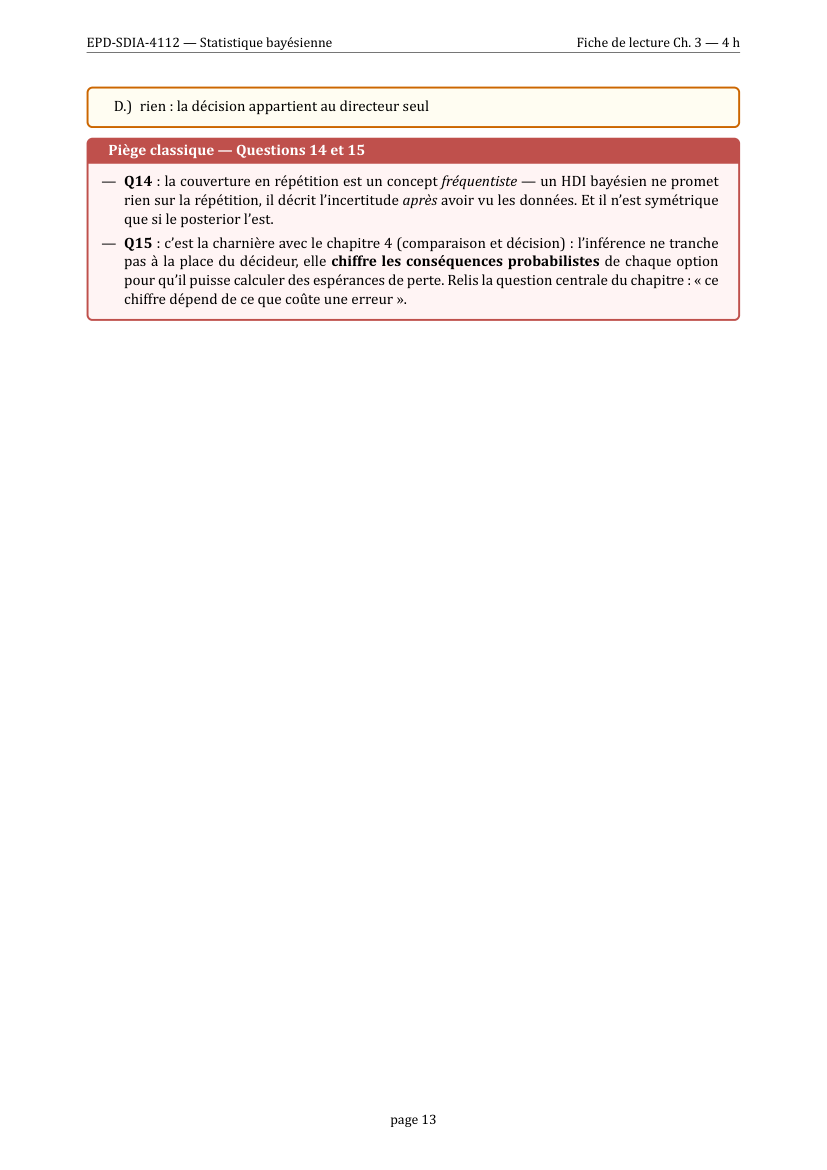 EPD-SDIA-4112 — Statistique bayésienne
Fiche de lecture Ch. 3 — 4 h
D.) rien : la décision appartient au directeur seul
Piège classique — Questions 14 et 15
— Q14 : la couverture en répétition est un concept fréquentiste — un HDI bayésien ne promet
rien sur la répétition, il décrit l’incertitude après avoir vu les données. Et il n’est symétrique
que si le posterior l’est.
— Q15 : c’est la charnière avec le chapitre 4 (comparaison et décision) : l’inférence ne tranche
pas à la place du décideur, elle chiffre les conséquences probabilistes de chaque option
pour qu’il puisse calculer des espérances de perte. Relis la question centrale du chapitre : « ce
chiffre dépend de ce que coûte une erreur ».
page 13